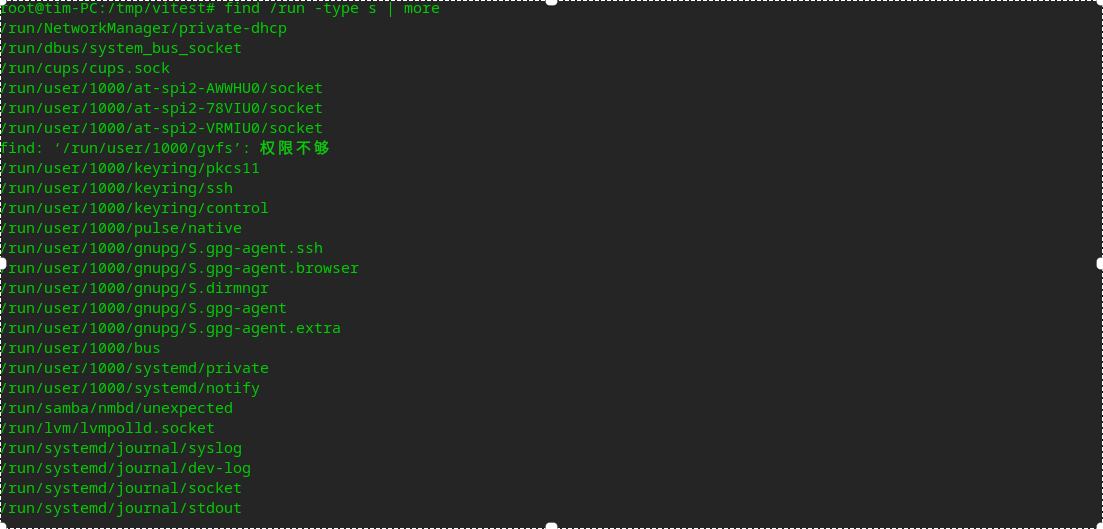 root@tim-PC:/tmp/vitest# find /run -type s | more
/run/NetworkManager/private-dhcp
/run/dbus/system_bus_socket
/run/cups/cups.sock
/run/user/1000/at-spi2-AWWHU0/socket
/run/user/1000/at-spi2-78VIU0/socket
/run/user/1000/at-spi2-VRMIU0/socket
find: ‘/run/user/1000/gvfs’: 权限不够
/run/user/1000/keyring/pkcs11
/run/user/1000/keyring/ssh
/run/user/1000/keyring/control
/run/user/1000/pulse/native
/run/user/1000/gnupg/S.gpg-agent.ssh
/run/user/1000/gnupg/S.gpg-agent.browser
/run/user/1000/gnupg/S.dirmngr
/run/user/1000/gnupg/S.gpg-agent
/run/user/1000/gnupg/S.gpg-agent.extra
/run/user/1000/bus
/run/user/1000/systemd/private
/run/user/1000/systemd/notify
/run/samba/nmbd/unexpected
/run/lvm/lvmpolld.socket
/run/systemd/journal/syslog
/run/systemd/journal/dev-log
/run/systemd/journal/socket
/run/systemd/journal/stdout